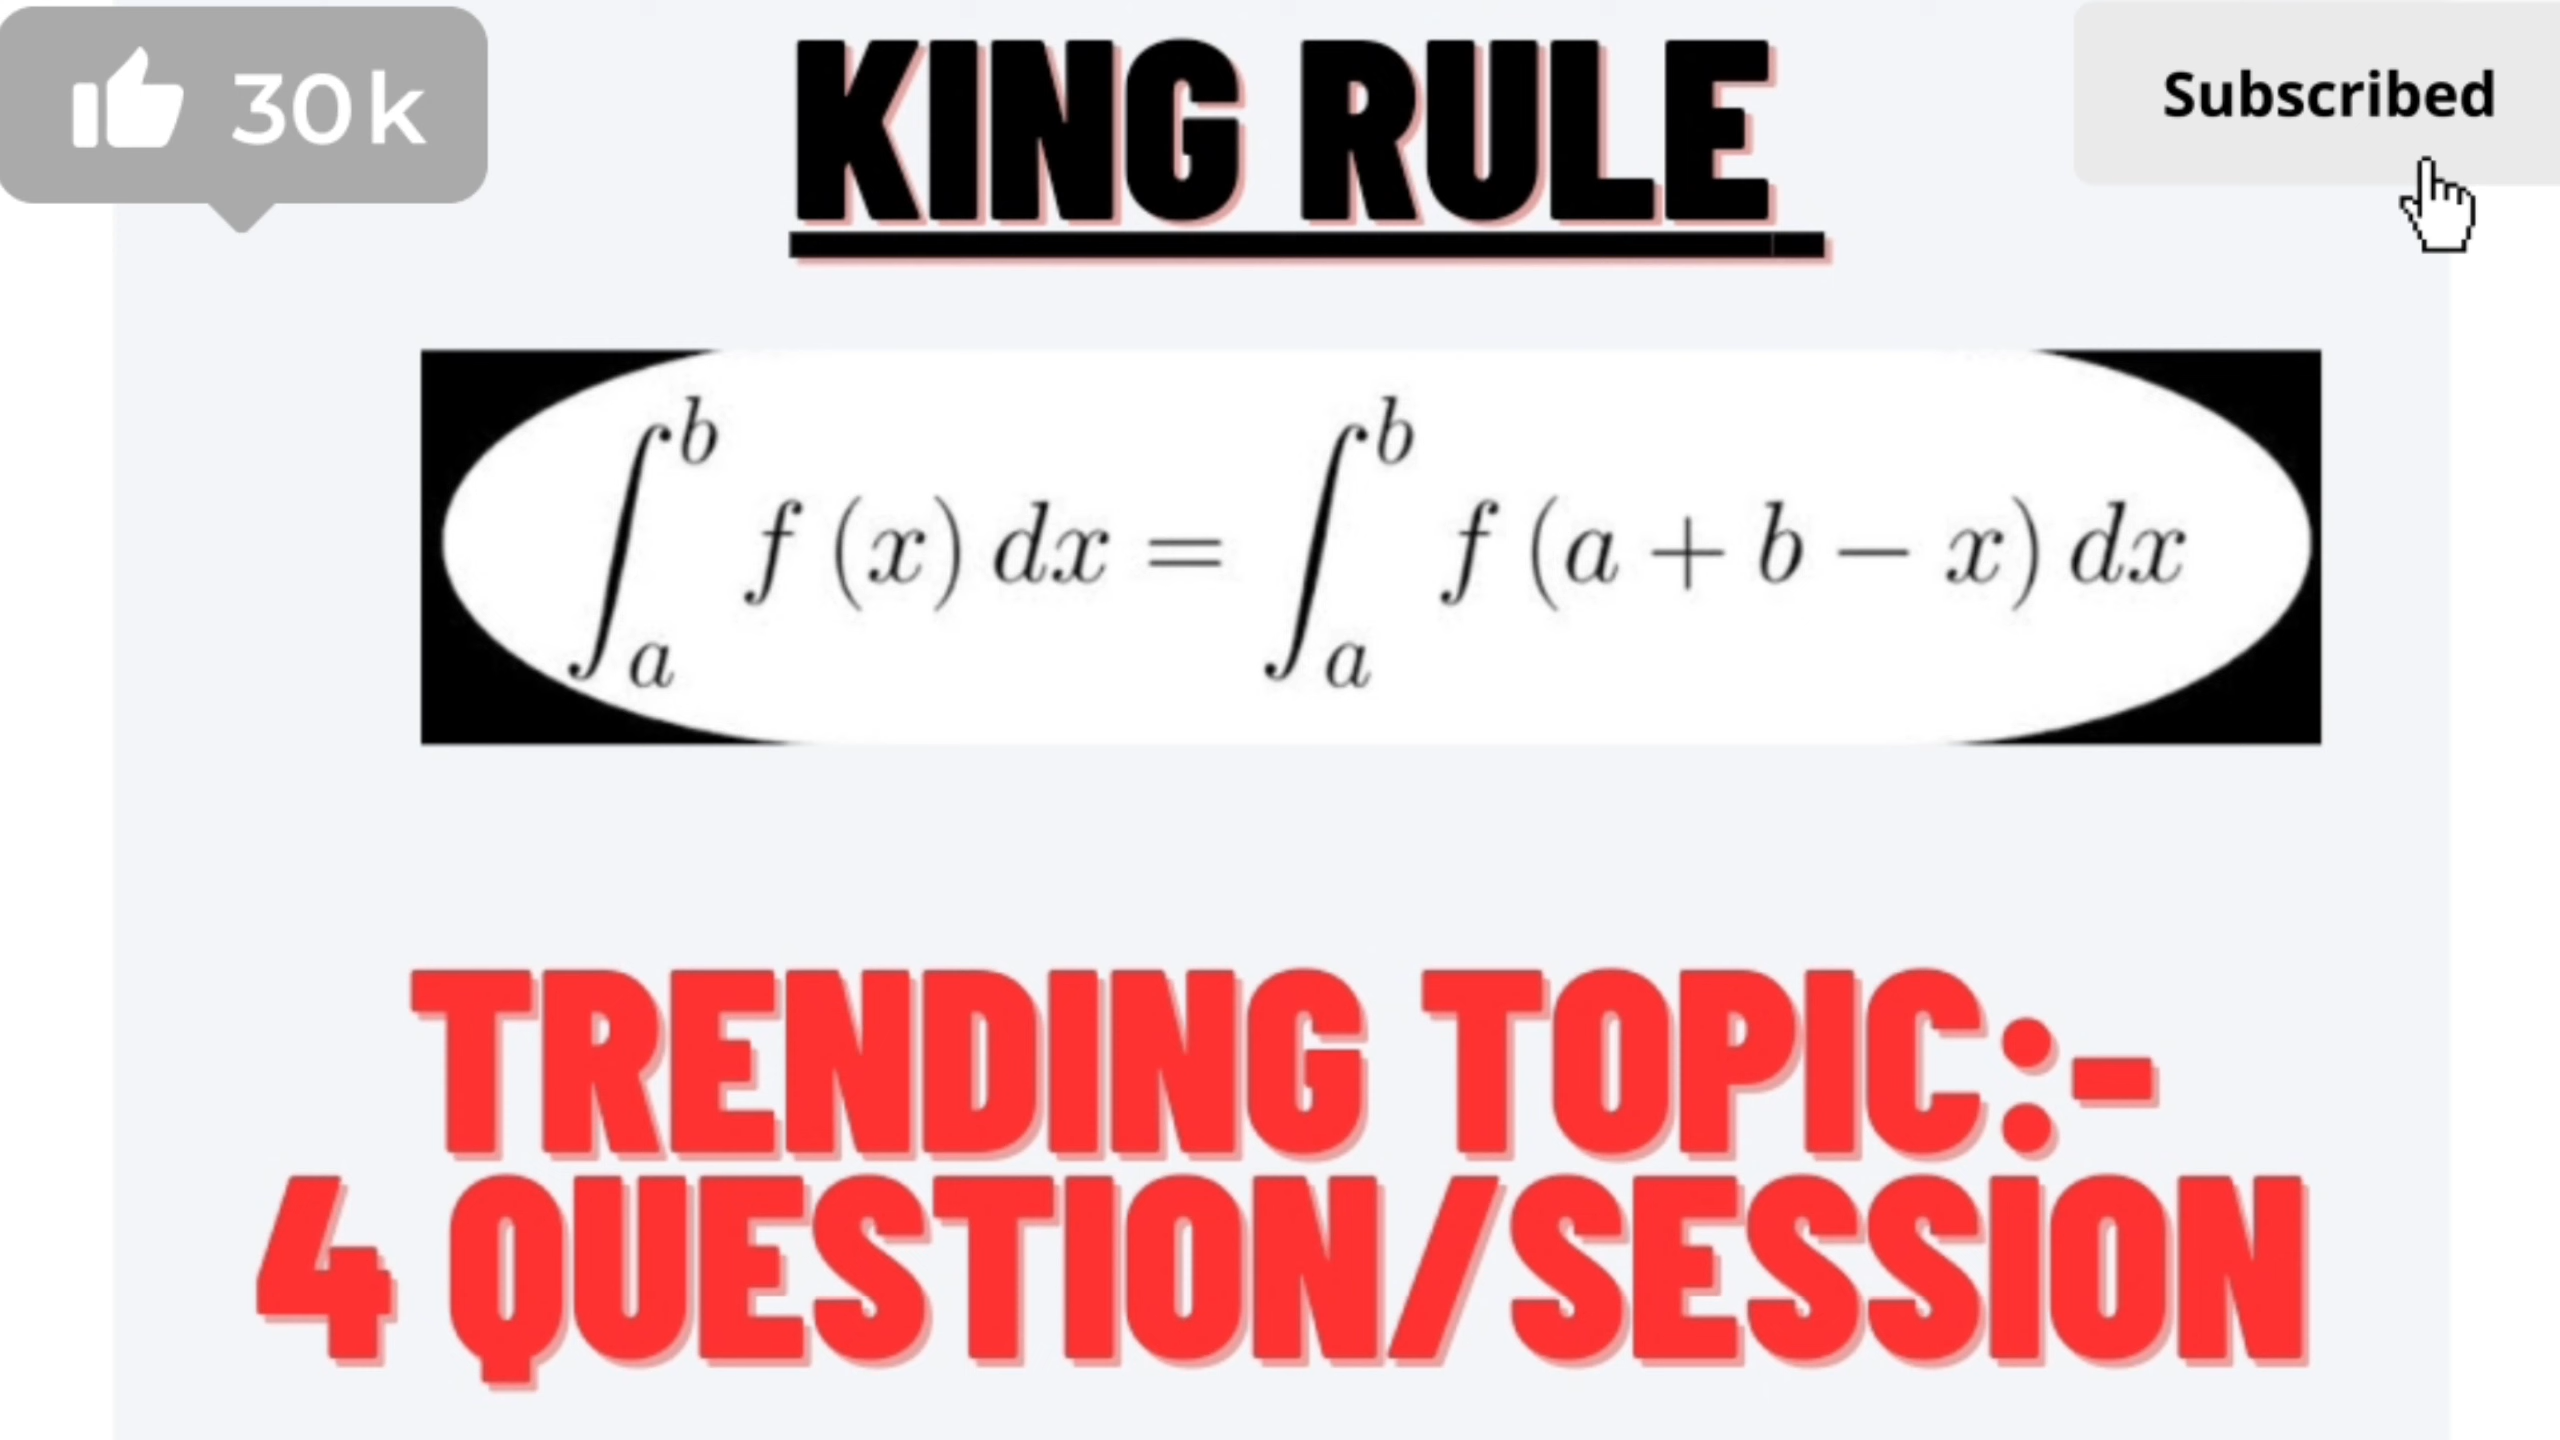 30k
KING RULE
Subscribed
∫_a^b f (x) dx = ∫_a^b f (a + b − x) dx
TRENDING TOPIC:-
4 QUESTION/SESSION